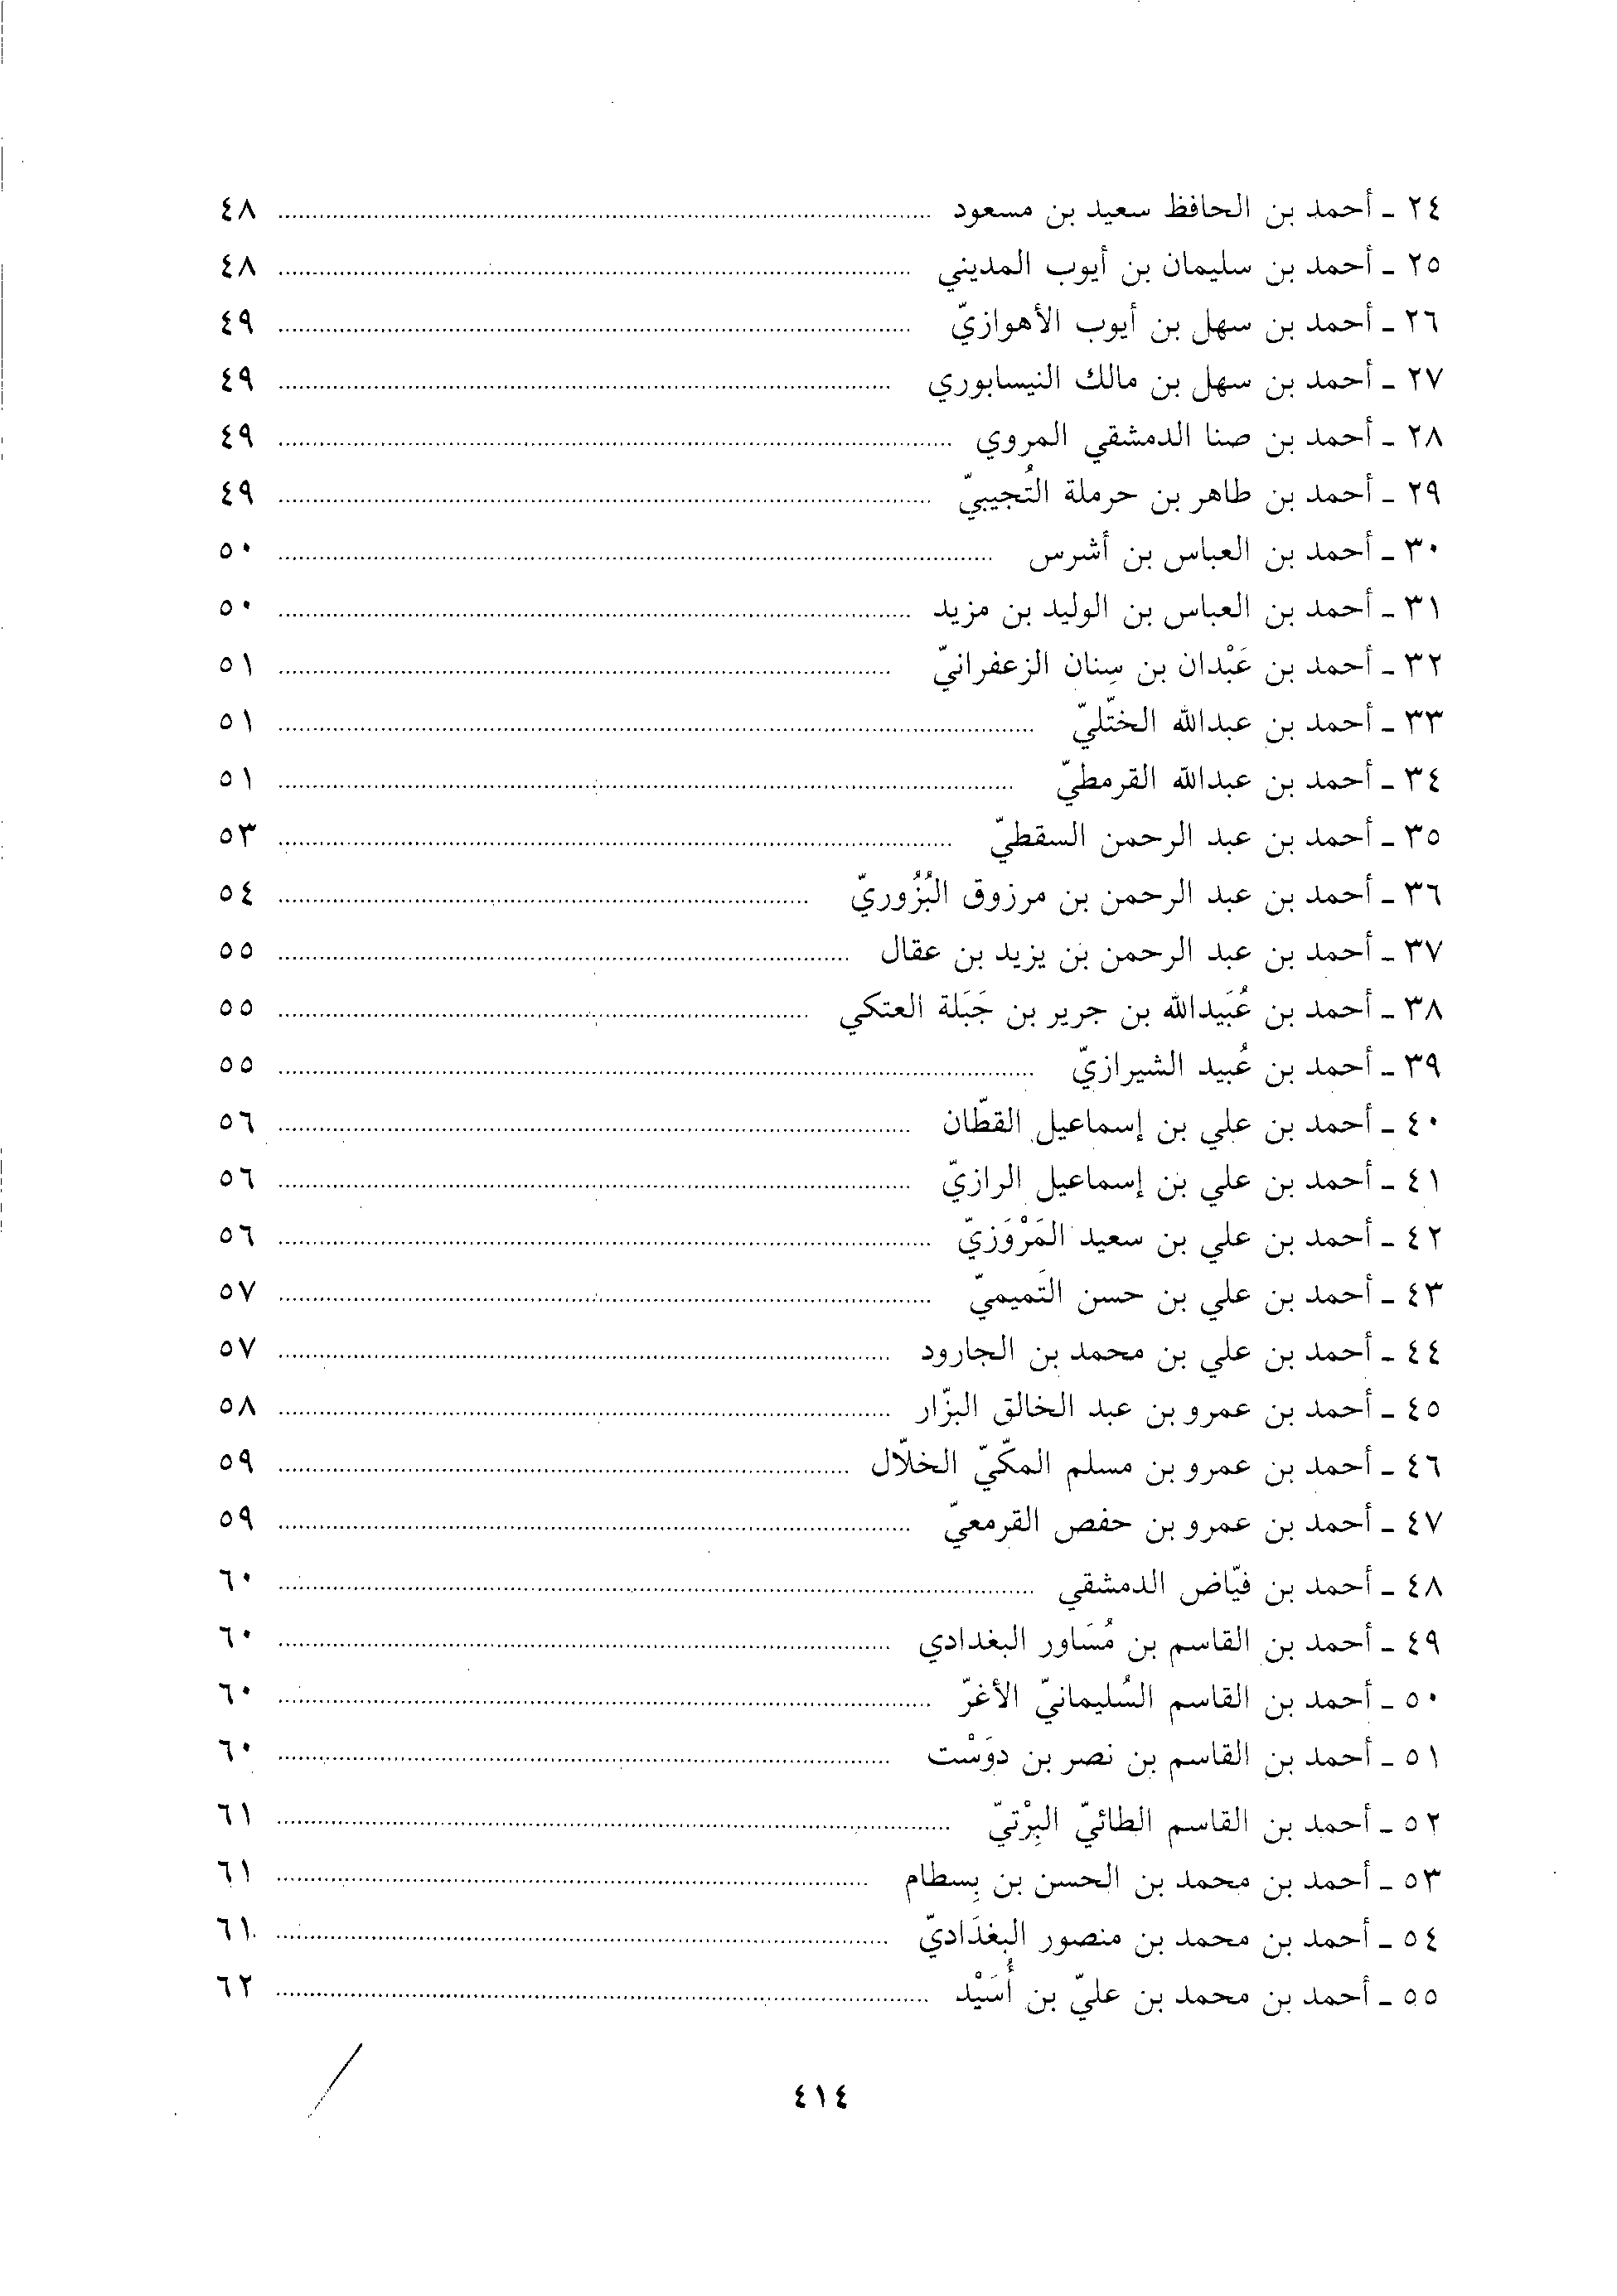 ٢٤ ـ أحمد بن الحافظ سعيد بن مسعود ........ ٤٨
٢٥ ـ أحمد بن سليمان بن أيوب المديني ........ ٤٨
٢٦ ـ أحمد بن سهل بن أيوب الأهوازيّ ........ ٤٩
٢٧ ـ أحمد بن سهل بن مالك النيسابوري ........ ٤٩
٢٨ ـ أحمد بن صنا الدمشقي المروي ........ ٤٩
٢٩ ـ أحمد بن طاهر بن حرملة التُجيبيّ ........ ٤٩
٣٠ ـ أحمد بن العباس بن أشرس ........ ٥٠
٣١ ـ أحمد بن العباس بن الوليد بن مزيد ........ ٥٠
٣٢ ـ أحمد بن عَبْدان بن سِنان الزعفرانيّ ........ ٥١
٣٣ ـ أحمد بن عبدالله الختّليّ ........ ٥١
٣٤ ـ أحمد بن عبدالله القرمطيّ ........ ٥١
٣٥ ـ أحمد بن عبد الرحمن السقطيّ ........ ٥٣
٣٦ ـ أحمد بن عبد الرحمن بن مرزوق البُزُوريّ ........ ٥٤
٣٧ ـ أحمد بن عبد الرحمن بن يزيد بن عقال ........ ٥٥
٣٨ ـ أحمد بن عُبَيدالله بن جرير بن جَبَلة العتكي ........ ٥٥
٣٩ ـ أحمد بن عُبيد الشيرازيّ ........ ٥٥
٤٠ ـ أحمد بن علي بن إسماعيل القطّان ........ ٥٦
٤١ ـ أحمد بن علي بن إسماعيل الرازيّ ........ ٥٦
٤٢ ـ أحمد بن علي بن سعيد المَرْوَزيّ ........ ٥٦
٤٣ ـ أحمد بن علي بن حسن التَميميّ ........ ٥٧
٤٤ ـ أحمد بن علي بن محمد بن الجارود ........ ٥٧
٤٥ ـ أحمد بن عمرو بن عبد الخالق البزّار ........ ٥٨
٤٦ ـ أحمد بن عمرو بن مسلم المكّيّ الخلّال ........ ٥٩
٤٧ ـ أحمد بن عمرو بن حفص القرمعيّ ........ ٥٩
٤٨ ـ أحمد بن فيّاض الدمشقي ........ ٦٠
٤٩ ـ أحمد بن القاسم بن مُسَاور البغدادي ........ ٦٠
٥٠ ـ أحمد بن القاسم السُليمانيّ الأغرّ ........ ٦٠
٥١ ـ أحمد بن القاسم بن نصر بن دوَسْت ........ ٦٠
٥٢ ـ أحمد بن القاسم الطائيّ البِرْتيّ ........ ٦١
٥٣ ـ أحمد بن محمد بن الحسن بن بِسطام ........ ٦١
٥٤ ـ أحمد بن محمد بن منصور البغدَاديّ ........ ٦١
٥٥ ـ أحمد بن محمد بن عليّ بن أُسَيْد ........ ٦٢
٤١٤